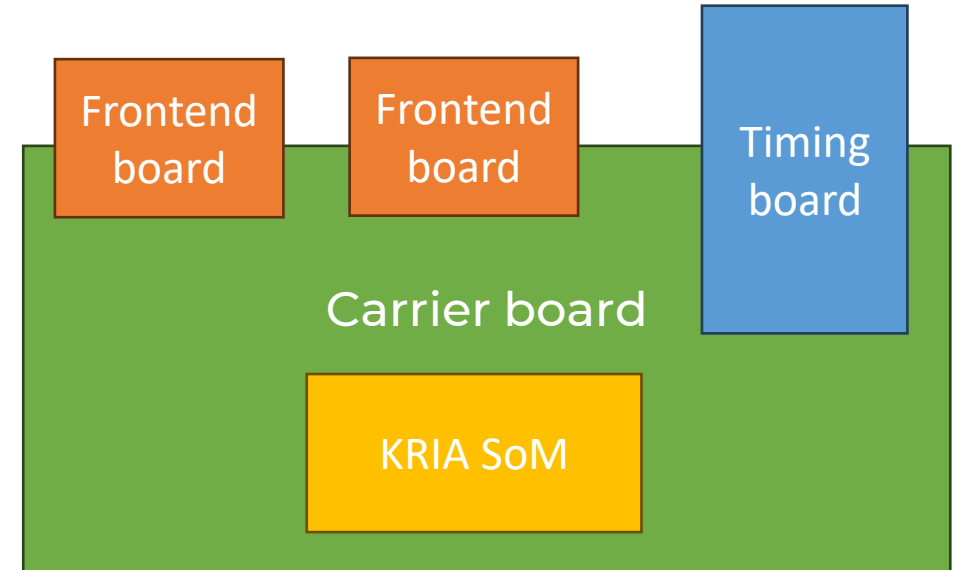 Frontend
board
Frontend
board
Timing
board
Carrier board
KRIA SoM